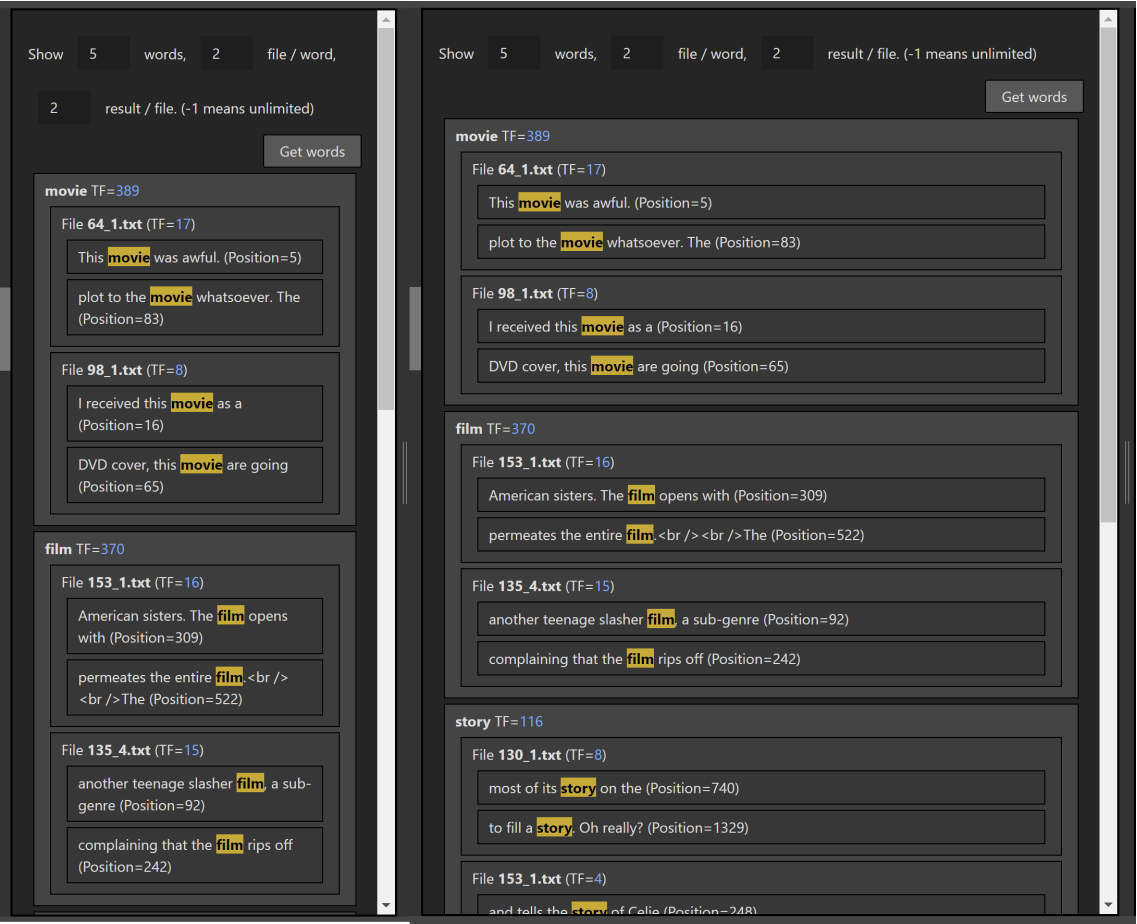 Show 5 words, 2 file / word,
2 result / file. (-1 means unlimited)
Get words
movie TF=389
File 64_1.txt (TF=17)
This movie was awful. (Position=5)
plot to the movie whatsoever. The
(Position=83)
File 98_1.txt (TF=8)
I received this movie as a
(Position=16)
DVD cover, this movie are going
(Position=65)
film TF=370
File 153_1.txt (TF=16)
American sisters. The film opens
with (Position=309)
permeates the entire film.<br />
<br />The (Position=522)
File 135_4.txt (TF=15)
another teenage slasher film, a sub-
genre (Position=92)
complaining that the film rips off
(Position=242)
Show 5 words, 2 file / word, 2 result / file. (-1 means unlimited)
Get words
movie TF=389
File 64_1.txt (TF=17)
This movie was awful. (Position=5)
plot to the movie whatsoever. The (Position=83)
File 98_1.txt (TF=8)
I received this movie as a (Position=16)
DVD cover, this movie are going (Position=65)
film TF=370
File 153_1.txt (TF=16)
American sisters. The film opens with (Position=309)
permeates the entire film.<br /><br />The (Position=522)
File 135_4.txt (TF=15)
another teenage slasher film, a sub-genre (Position=92)
complaining that the film rips off (Position=242)
story TF=116
File 130_1.txt (TF=8)
most of its story on the (Position=740)
to fill a story. Oh really? (Position=1329)
File 153_1.txt (TF=4)
and tells the story of Celie (Position=248)